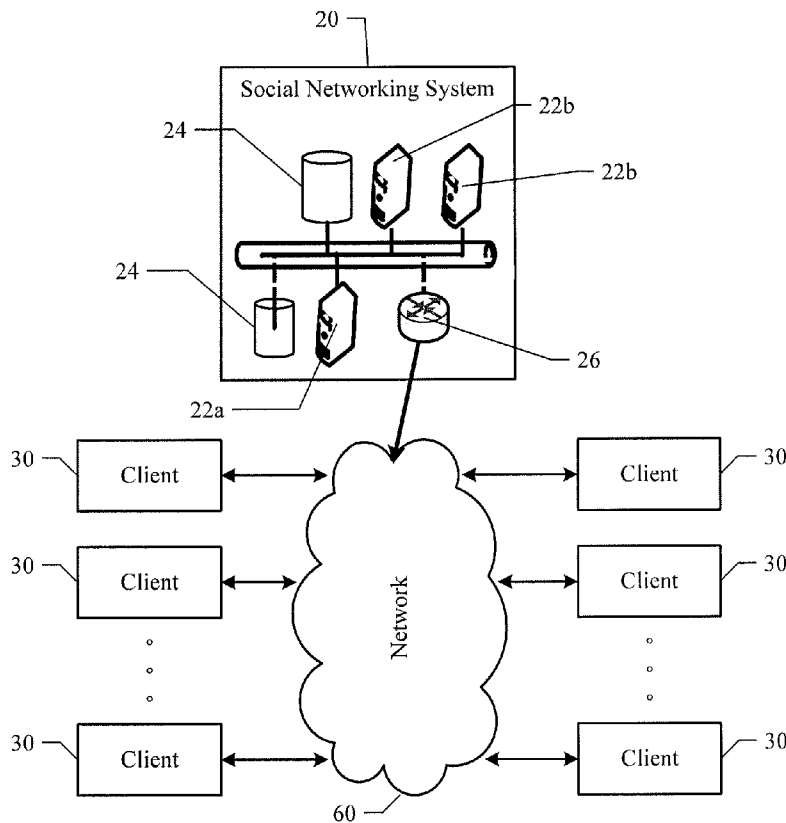 20
Social Networking System
24
22b
22b
24
26
22a
30
Client
Client
30
30
Client
Client
30
Network
30
Client
Client
30
60